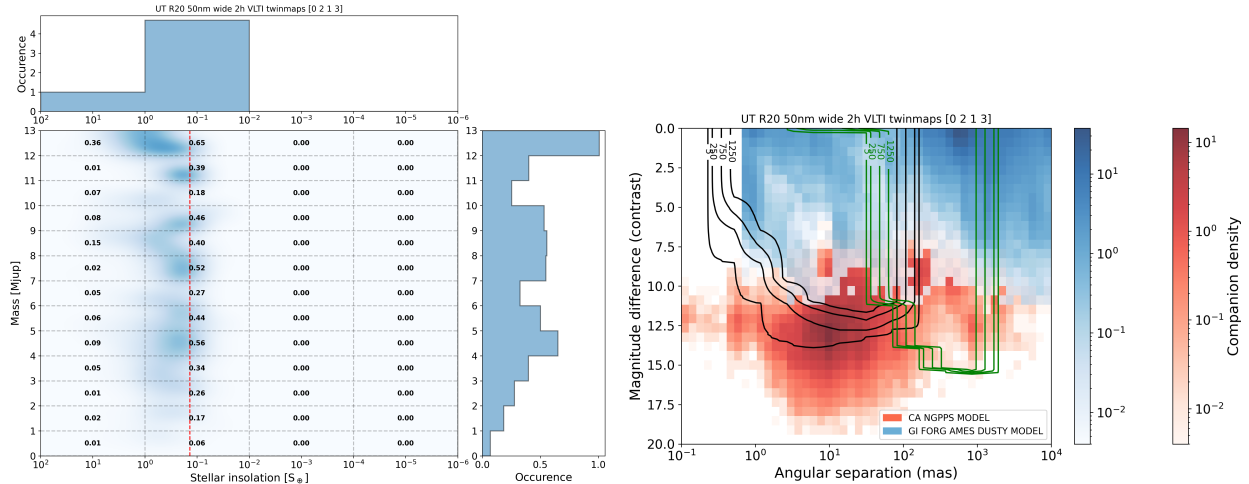 UT R20 50nm wide 2h VLTI twinmaps [0 2 1 3]
Occurence
4
3
2
1
0
10² 10¹ 10⁰ 10⁻¹ 10⁻² 10⁻³ 10⁻⁴ 10⁻⁵ 10⁻⁶
Mass [Mjup]
13
12
11
10
9
8
7
6
5
4
3
2
1
0
0.36 0.65 0.00 0.00
0.01 0.39 0.00 0.00
0.07 0.18 0.00 0.00
0.08 0.46 0.00 0.00
0.15 0.40 0.00 0.00
0.02 0.52 0.00 0.00
0.05 0.27 0.00 0.00
0.06 0.44 0.00 0.00
0.09 0.56 0.00 0.00
0.05 0.34 0.00 0.00
0.01 0.26 0.00 0.00
0.02 0.17 0.00 0.00
0.01 0.06 0.00 0.00
10² 10¹ 10⁰ 10⁻¹ 10⁻² 10⁻³ 10⁻⁴ 10⁻⁵ 10⁻⁶
Stellar insolation [S⊕]
0.0 0.5 1.0
Occurence
UT R20 50nm wide 2h VLTI twinmaps [0 2 1 3]
Magnitude difference (contrast)
0.0
2.5
5.0
7.5
10.0
12.5
15.0
17.5
20.0
250 750 1250
250 750 1250
CA NGPPS MODEL
GI FORG AMES DUSTY MODEL
10⁻¹ 10⁰ 10¹ 10² 10³ 10⁴
Angular separation (mas)
10¹
10⁰
10⁻¹
10⁻²
10¹
10⁰
10⁻¹
10⁻²
Companion density